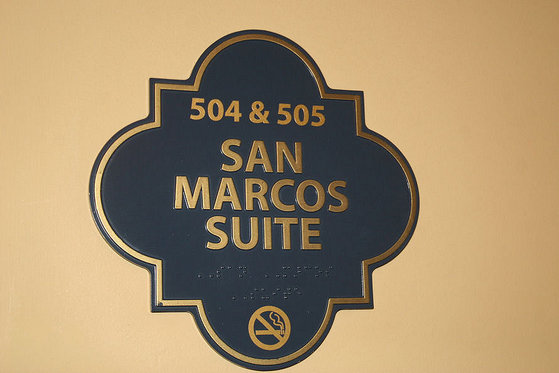 504 & 505
SAN
MARCOS
SUITE